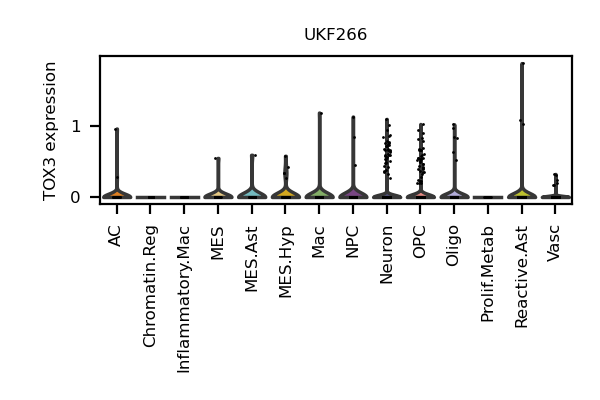 UKF266
TOX3 expression
1
0
AC
Chromatin.Reg
Inflammatory.Mac
MES
MES.Ast
MES.Hyp
Mac
NPC
Neuron
OPC
Oligo
Prolif.Metab
Reactive.Ast
Vasc